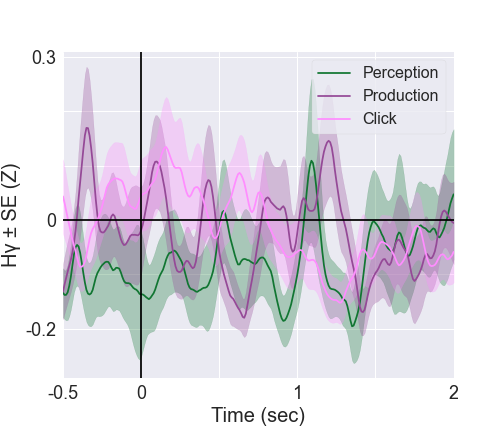 0.3
0
-0.2
Hγ ± SE (Z)
Perception
Production
Click
-0.5 0 1 2
Time (sec)